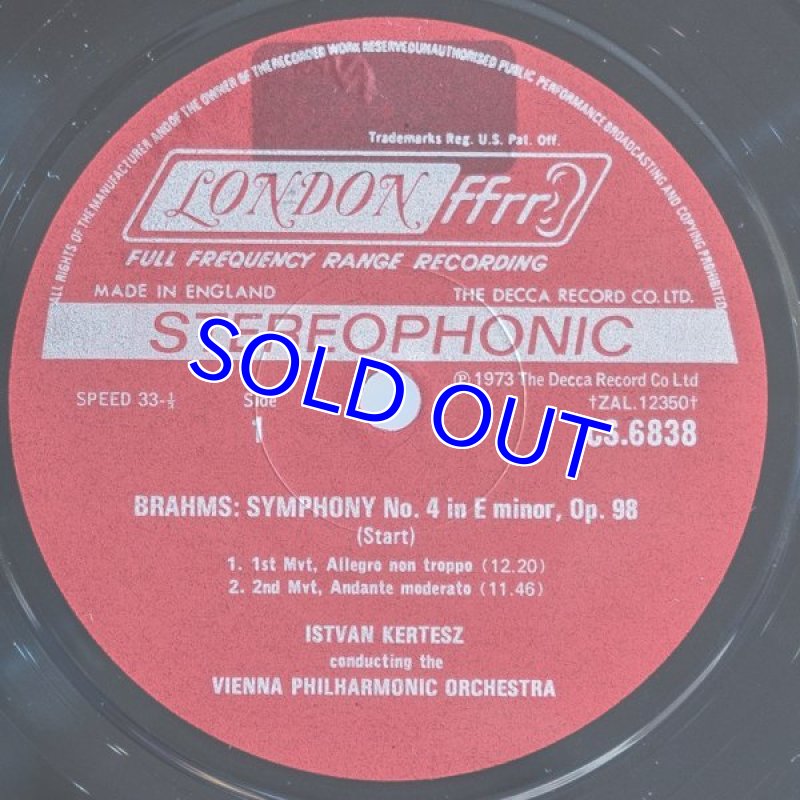 ALL RIGHTS OF THE MANUFACTURER AND OF THE OWNER OF THE RECORDED WORK RESERVED UNAUTHORISED PUBLIC PERFORMANCE BROADCASTING AND COPYING PROHIBITED
Trademarks Reg. U.S. Pat. Off.
LONDON ffrr
FULL FREQUENCY RANGE RECORDING
MADE IN ENGLAND THE DECCA RECORD CO. LTD.
STEREOPHONIC
SOLD OUT
℗ 1973 The Decca Record Co Ltd
SPEED 33-⅓ Side †ZAL.12350†
1 CS.6838
BRAHMS: SYMPHONY No. 4 in E minor, Op. 98
(Start)
1. 1st Mvt, Allegro non troppo (12.20)
2. 2nd Mvt, Andante moderato (11.46)
ISTVAN KERTESZ
conducting the
VIENNA PHILHARMONIC ORCHESTRA